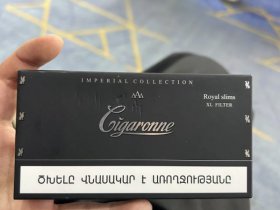 IMPERIAL COLLECTION
Royal slims
XL FILTER
Cigaronne
ԾԽԵԼԸ ՎՆԱՍԱԿԱՐ Է ԱՌՈՂՋՈՒԹՅԱՆԸ